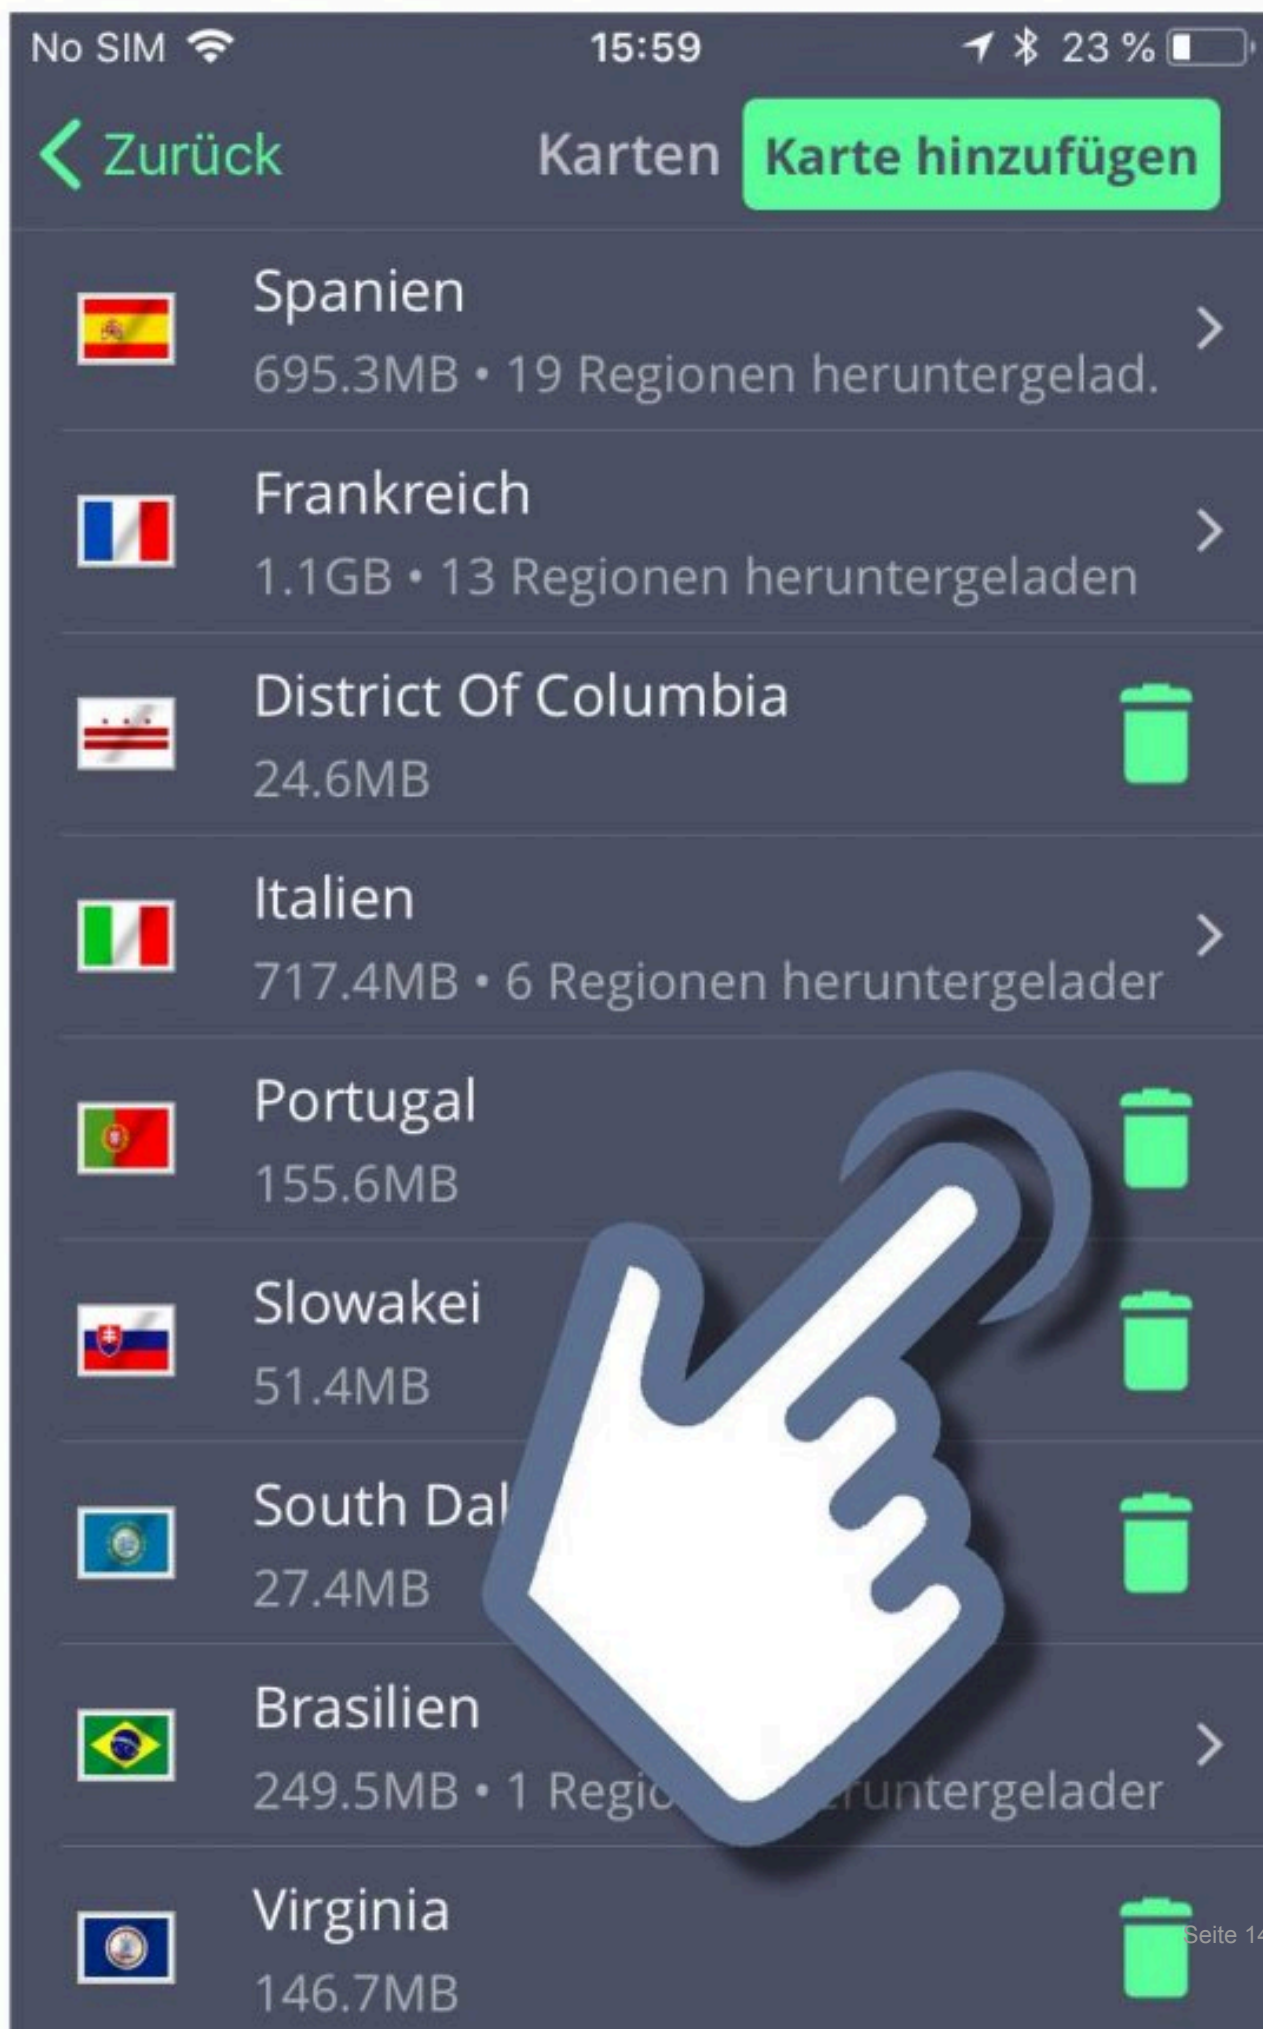 No SIM 15:59 23 %
Zurück Karten Karte hinzufügen
Spanien
695.3MB • 19 Regionen heruntergelad.
Frankreich
1.1GB • 13 Regionen heruntergeladen
District Of Columbia
24.6MB
Italien
717.4MB • 6 Regionen heruntergelader
Portugal
155.6MB
Slowakei
51.4MB
South
27.4MB
Brasilien
249.5MB • 1
Virginia
Seite 14
146.7MB